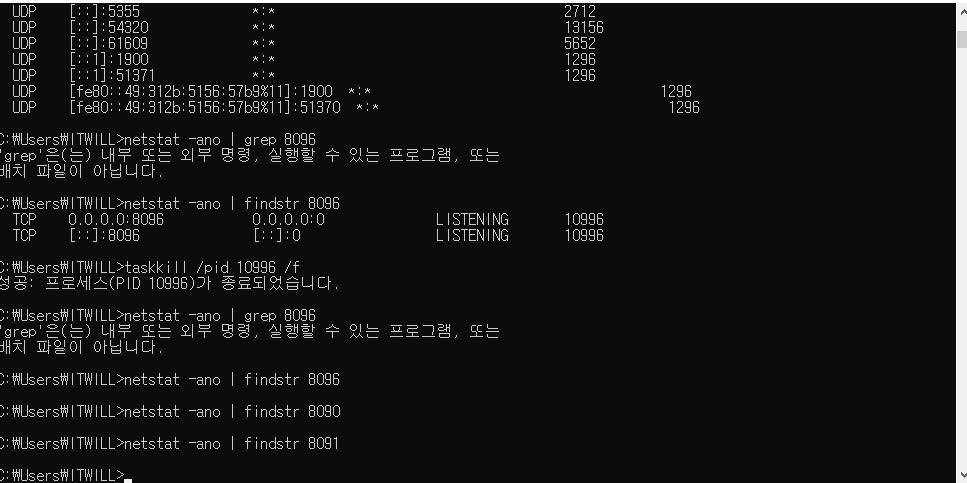 UDP [::]:5355 *:* 2712
UDP [::]:54320 *:* 13156
UDP [::]:61609 *:* 5652
UDP [::1]:1900 *:* 1296
UDP [::1]:51371 *:* 1296
UDP [fe80::49:312b:5156:57b9%11]:1900 *:* 1296
UDP [fe80::49:312b:5156:57b9%11]:51370 *:* 1296
C:₩Users₩ITWILL>netstat -ano | grep 8096
'grep'은(는) 내부 또는 외부 명령, 실행할 수 있는 프로그램, 또는
배치 파일이 아닙니다.
C:₩Users₩ITWILL>netstat -ano | findstr 8096
TCP 0.0.0.0:8096 0.0.0.0:0 LISTENING 10996
TCP [::]:8096 [::]:0 LISTENING 10996
C:₩Users₩ITWILL>taskkill /pid 10996 /f
성공: 프로세스(PID 10996)가 종료되었습니다.
C:₩Users₩ITWILL>netstat -ano | grep 8096
'grep'은(는) 내부 또는 외부 명령, 실행할 수 있는 프로그램, 또는
배치 파일이 아닙니다.
C:₩Users₩ITWILL>netstat -ano | findstr 8096
C:₩Users₩ITWILL>netstat -ano | findstr 8090
C:₩Users₩ITWILL>netstat -ano | findstr 8091
C:₩Users₩ITWILL>